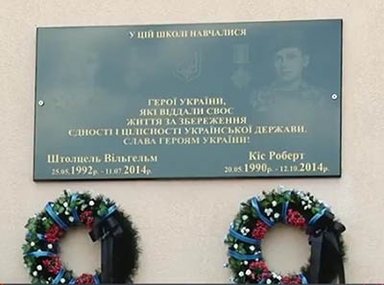 У ЦІЙ ШКОЛІ НАВЧАЛИСЯ
ГЕРОЇ УКРАЇНИ,
ЯКІ ВІДДАЛИ СВОЄ
ЖИТТЯ ЗА ЗБЕРЕЖЕННЯ
ЄДНОСТІ І ЦІЛІСНОСТІ УКРАЇНСЬКОЇ ДЕРЖАВИ.
СЛАВА ГЕРОЯМ УКРАЇНИ!
Штолцель Вільгельм Кіс Роберт
25.05.1992р. - 11.07.2014р. 20.05.1990р. - 12.10.2014р.